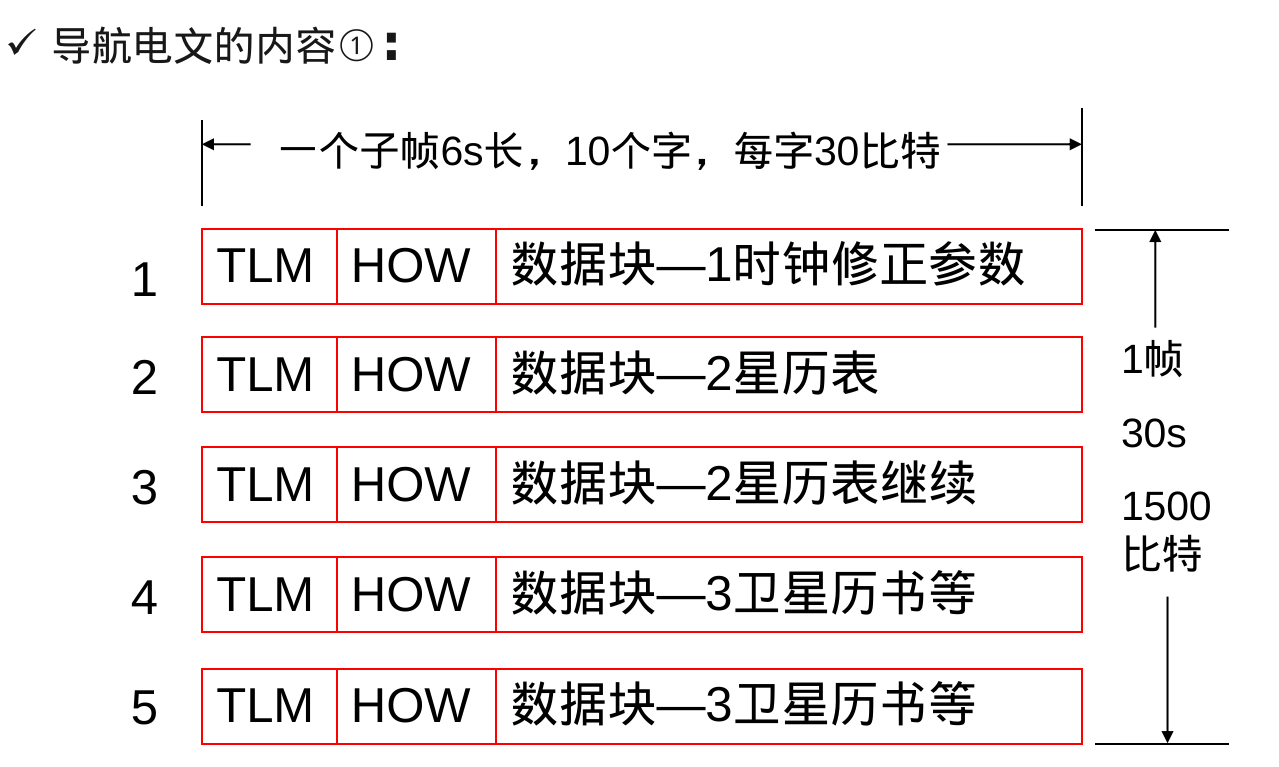 ✓ 导航电文的内容①：
一个子帧6s长，10个字，每字30比特
1 TLM HOW 数据块—1时钟修正参数
2 TLM HOW 数据块—2星历表
3 TLM HOW 数据块—2星历表继续
4 TLM HOW 数据块—3卫星历书等
5 TLM HOW 数据块—3卫星历书等
1帧
30s
1500
比特